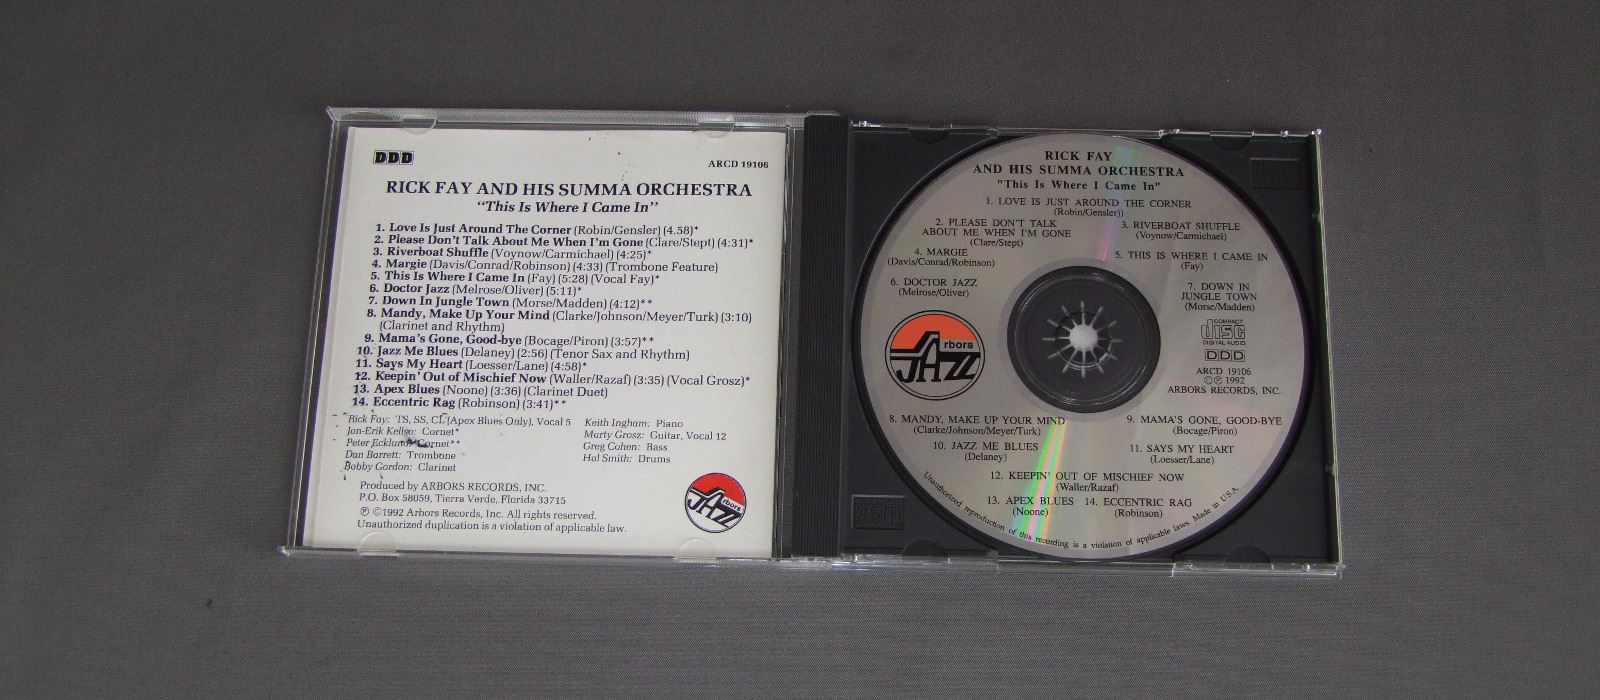 DDD
ARCD 19106
RICK FAY AND HIS SUMMA ORCHESTRA
“This Is Where I Came In”
1. Love Is Just Around The Corner (Robin/Gensler) (4.58)*
2. Please Don't Talk About Me When I'm Gone (Clare/Stept) (4:31)*
3. Riverboat Shuffle (Voynow/Carmichael) (4:25)*
4. Margie (Davis/Conrad/Robinson) (4:33) (Trombone Feature)
5. This Is Where I Came In (Fay) (5:28) (Vocal Fay)*
6. Doctor Jazz (Melrose/Oliver) (5:11)*
7. Down In Jungle Town (Morse/Madden) (4:12)**
8. Mandy, Make Up Your Mind (Clarke/Johnson/Meyer/Turk) (3:10)
(Clarinet and Rhythm)
9. Mama's Gone, Good-bye (Bocage/Piron) (3:57)**
10. Jazz Me Blues (Delaney) (2:56) (Tenor Sax and Rhythm)
11. Says My Heart (Loesser/Lane) (4:58)*
12. Keepin' Out of Mischief Now (Waller/Razaf) (3:35) (Vocal Grosz)*
13. Apex Blues (Noone) (3:36) (Clarinet Duet)
14. Eccentric Rag (Robinson) (3:41)**
Rick Fay: TS, SS, CL (Apex Blues Only), Vocal 5
Jon-Erik Kellso: Cornet*
Peter Ecklund: Cornet**
Dan Barrett: Trombone
Bobby Gordon: Clarinet
Keith Ingham: Piano
Marty Grosz: Guitar, Vocal 12
Greg Cohen: Bass
Hal Smith: Drums
Produced by ARBORS RECORDS, INC.
P.O. Box 58059, Tierra Verde, Florida 33715
℗ ©1992 Arbors Records, Inc. All rights reserved.
Unauthorized duplication is a violation of applicable law.
Arbors
JAZZ
RICK FAY
AND HIS SUMMA ORCHESTRA
"This Is Where I Came In"
1. LOVE IS JUST AROUND THE CORNER
(Robin/Gensler))
2. PLEASE DON'T TALK
ABOUT ME WHEN I'M GONE
(Clare/Stept)
3. RIVERBOAT SHUFFLE
(Voynow/Carmichael)
4. MARGIE
(Davis/Conrad/Robinson)
5. THIS IS WHERE I CAME IN
(Fay)
6. DOCTOR JAZZ
(Melrose/Oliver)
7. DOWN IN
JUNGLE TOWN
(Morse/Madden)
Arbors
JAZZ
COMPACT
disc
DIGITAL AUDIO
DDD
ARCD 19106
©℗ 1992
ARBORS RECORDS, INC.
8. MANDY, MAKE UP YOUR MIND
(Clarke/Johnson/Meyer/Turk)
9. MAMA'S GONE, GOOD-BYE
(Bocage/Piron)
10. JAZZ ME BLUES
(Delaney)
11. SAYS MY HEART
(Loesser/Lane)
12. KEEPIN' OUT OF MISCHIEF NOW
(Waller/Razaf)
13. APEX BLUES
(Noone)
14. ECCENTRIC RAG
(Robinson)
Unauthorized reproduction of this recording is a violation of applicable laws. Made in U.S.A.